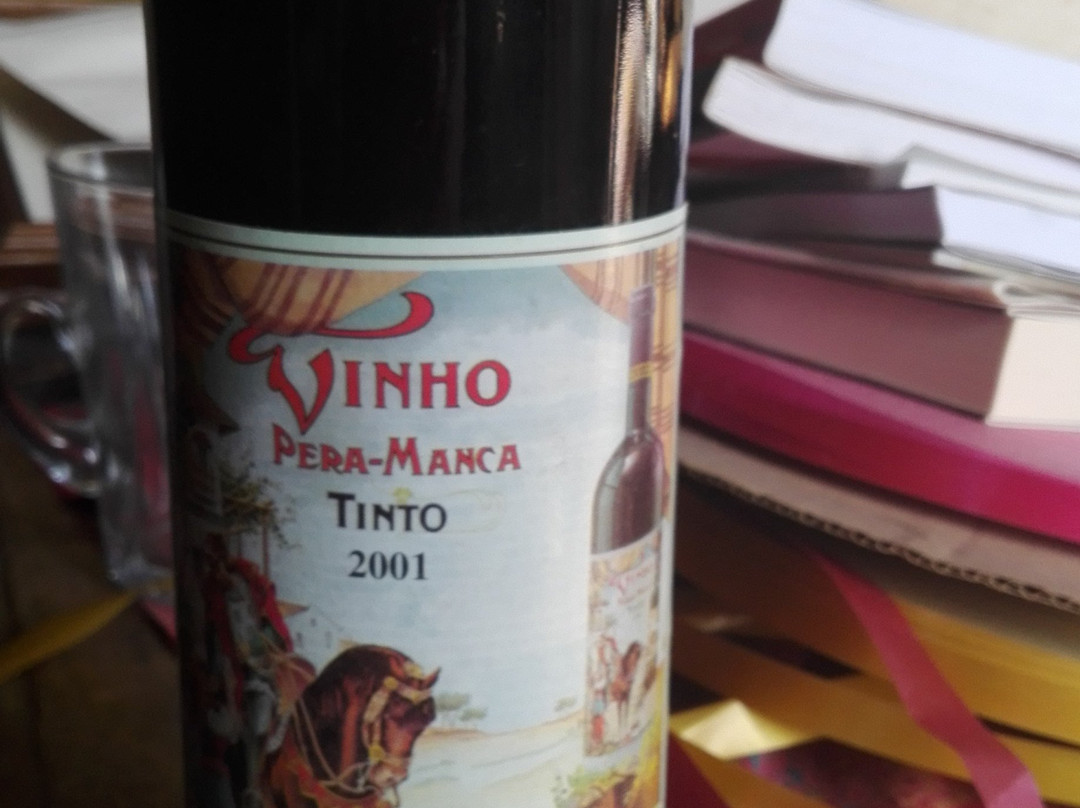 VINHO
PERA-MANCA
TINTO
2001